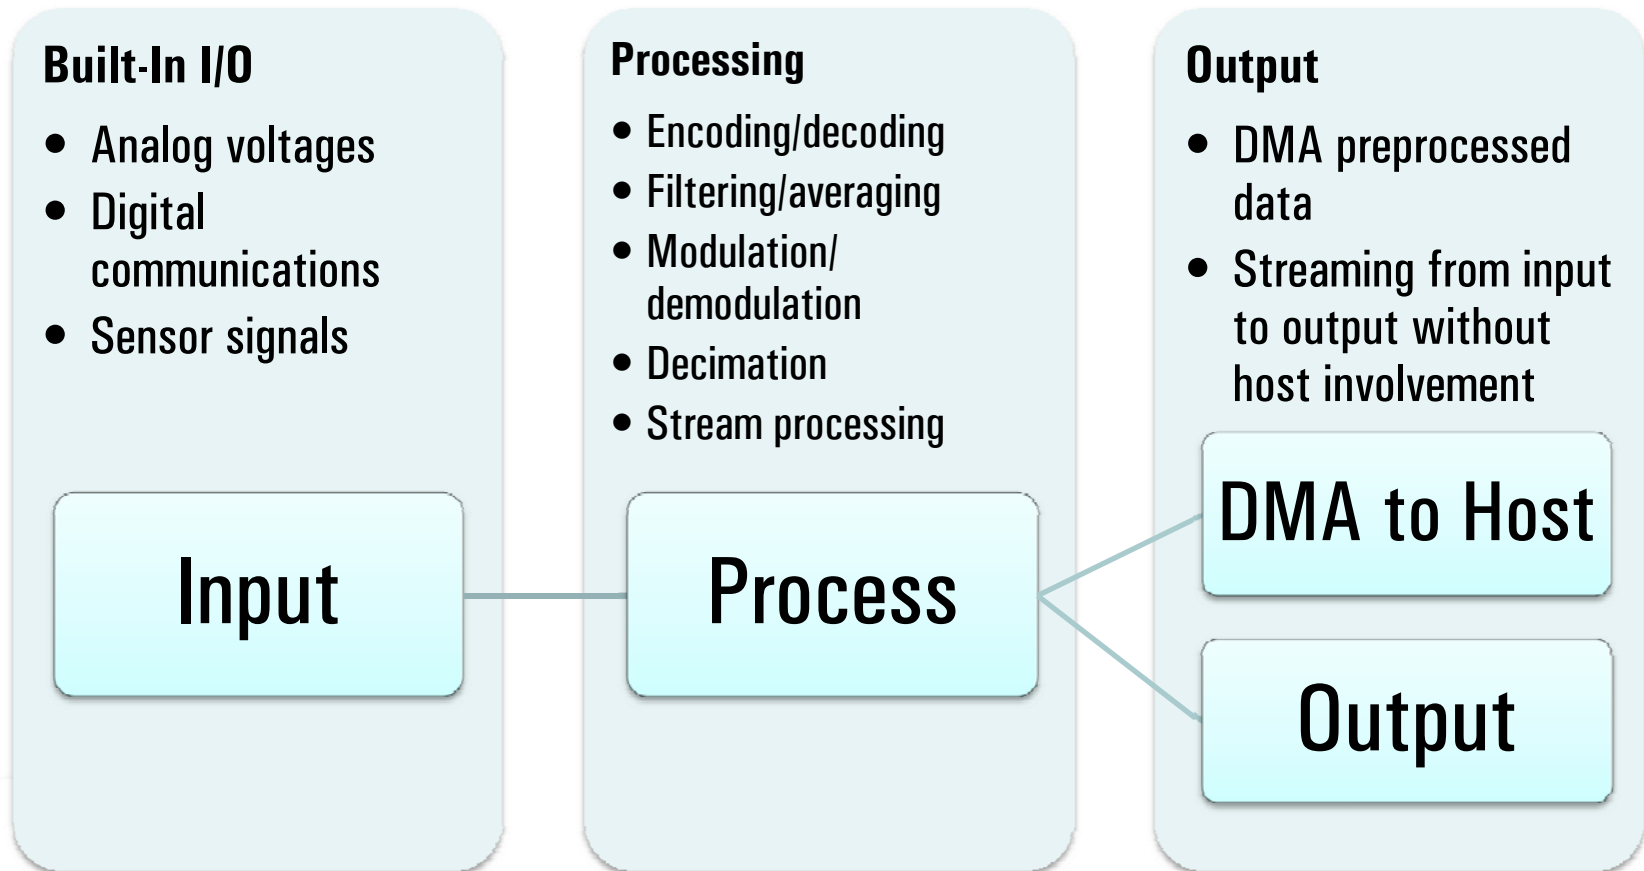 Built-In I/O
• Analog voltages
• Digital
communications
• Sensor signals
Input
Processing
• Encoding/decoding
• Filtering/averaging
• Modulation/
demodulation
• Decimation
• Stream processing
Process
Output
• DMA preprocessed
data
• Streaming from input
to output without
host involvement
DMA to Host
Output